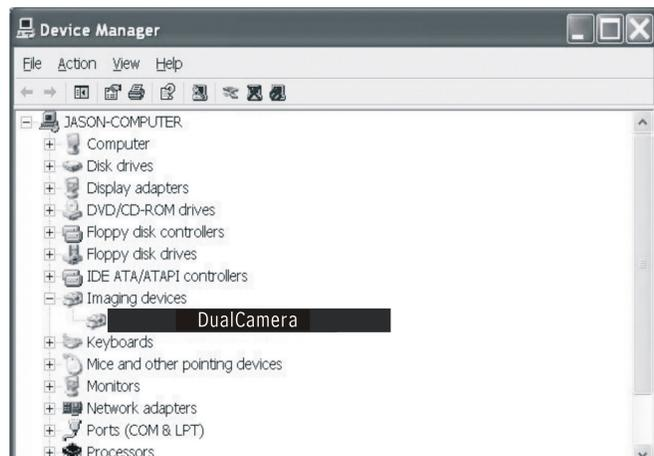 Device Manager
File Action View Help
JASON-COMPUTER
Computer
Disk drives
Display adapters
DVD/CD-ROM drives
Floppy disk controllers
Floppy disk drives
IDE ATA/ATAPI controllers
Imaging devices
DualCamera
Keyboards
Mice and other pointing devices
Monitors
Network adapters
Ports (COM & LPT)
Processors